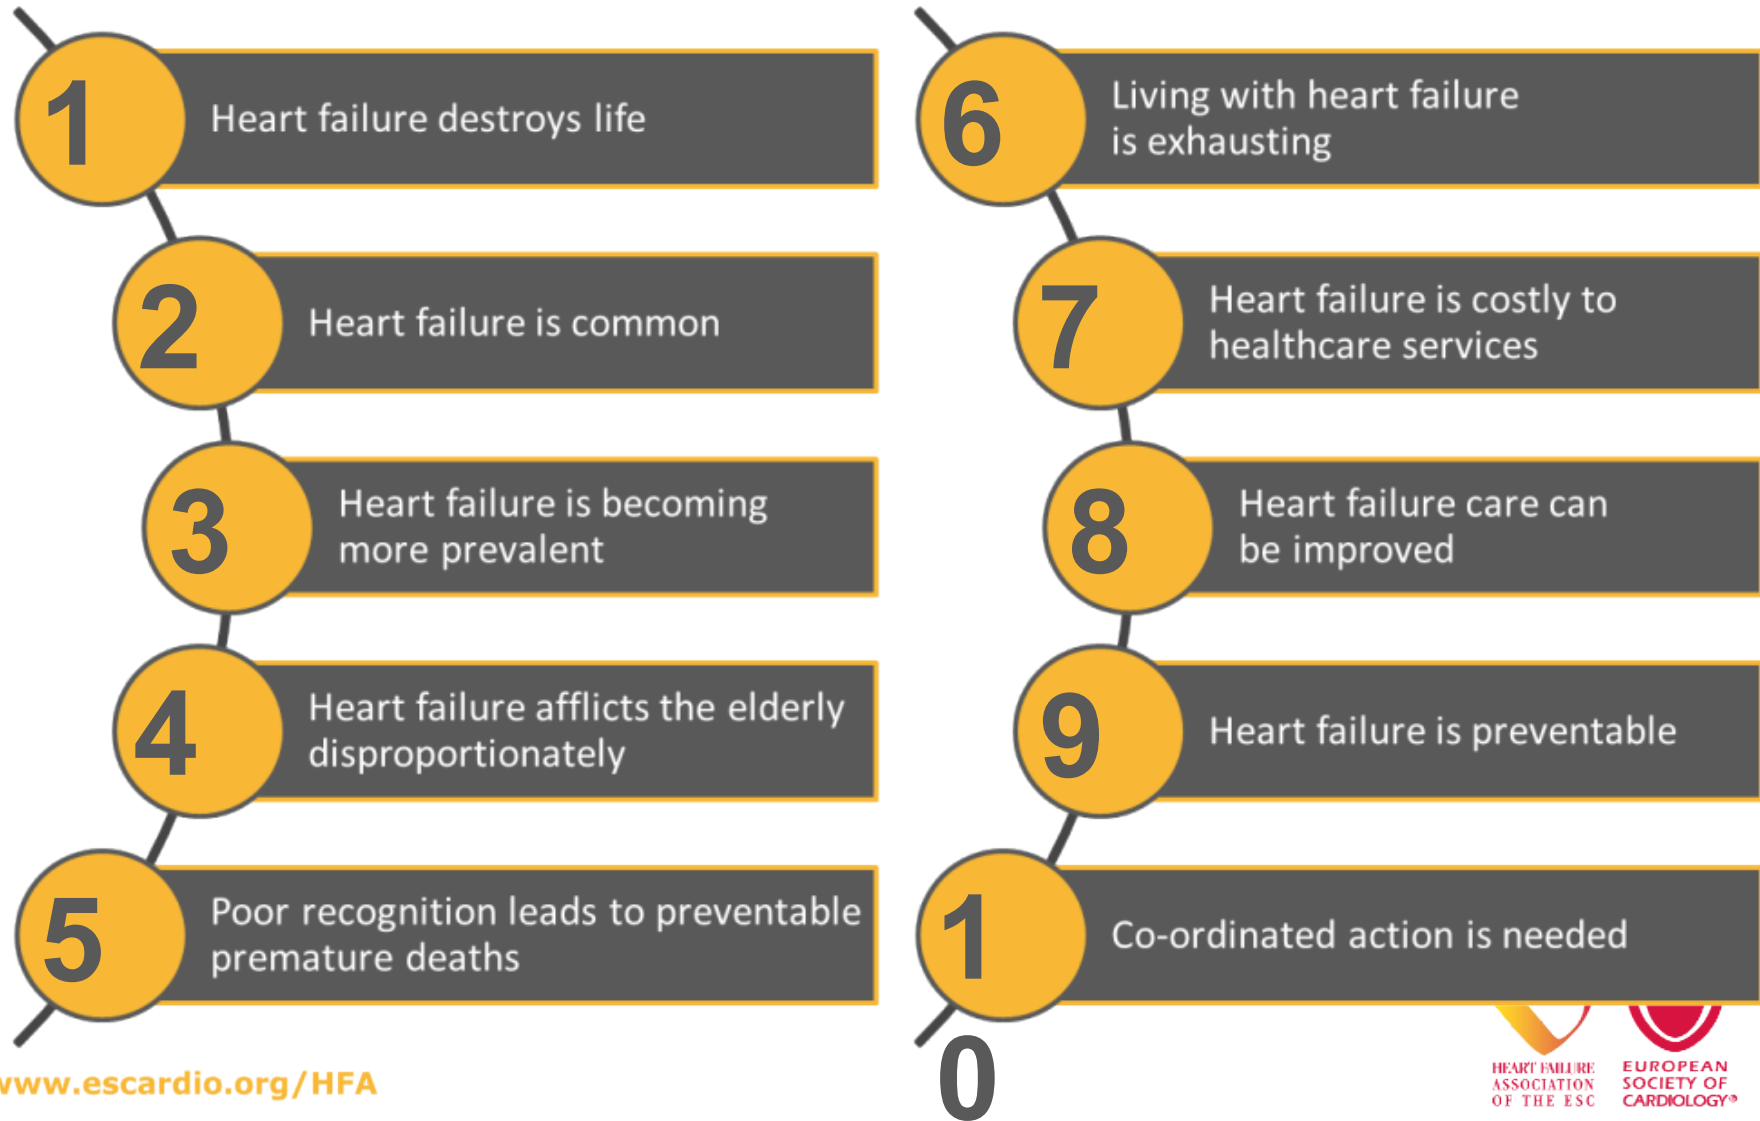 1
Heart failure destroys life
2
Heart failure is common
3
Heart failure is becoming
more prevalent
4
Heart failure afflicts the elderly
disproportionately
5
Poor recognition leads to preventable
premature deaths
6
Living with heart failure
is exhausting
7
Heart failure is costly to
healthcare services
8
Heart failure care can
be improved
9
Heart failure is preventable
1
0
Co-ordinated action is needed
www.escardio.org/HFA
HEART FAILURE
ASSOCIATION
OF THE ESC
EUROPEAN
SOCIETY OF
CARDIOLOGY®